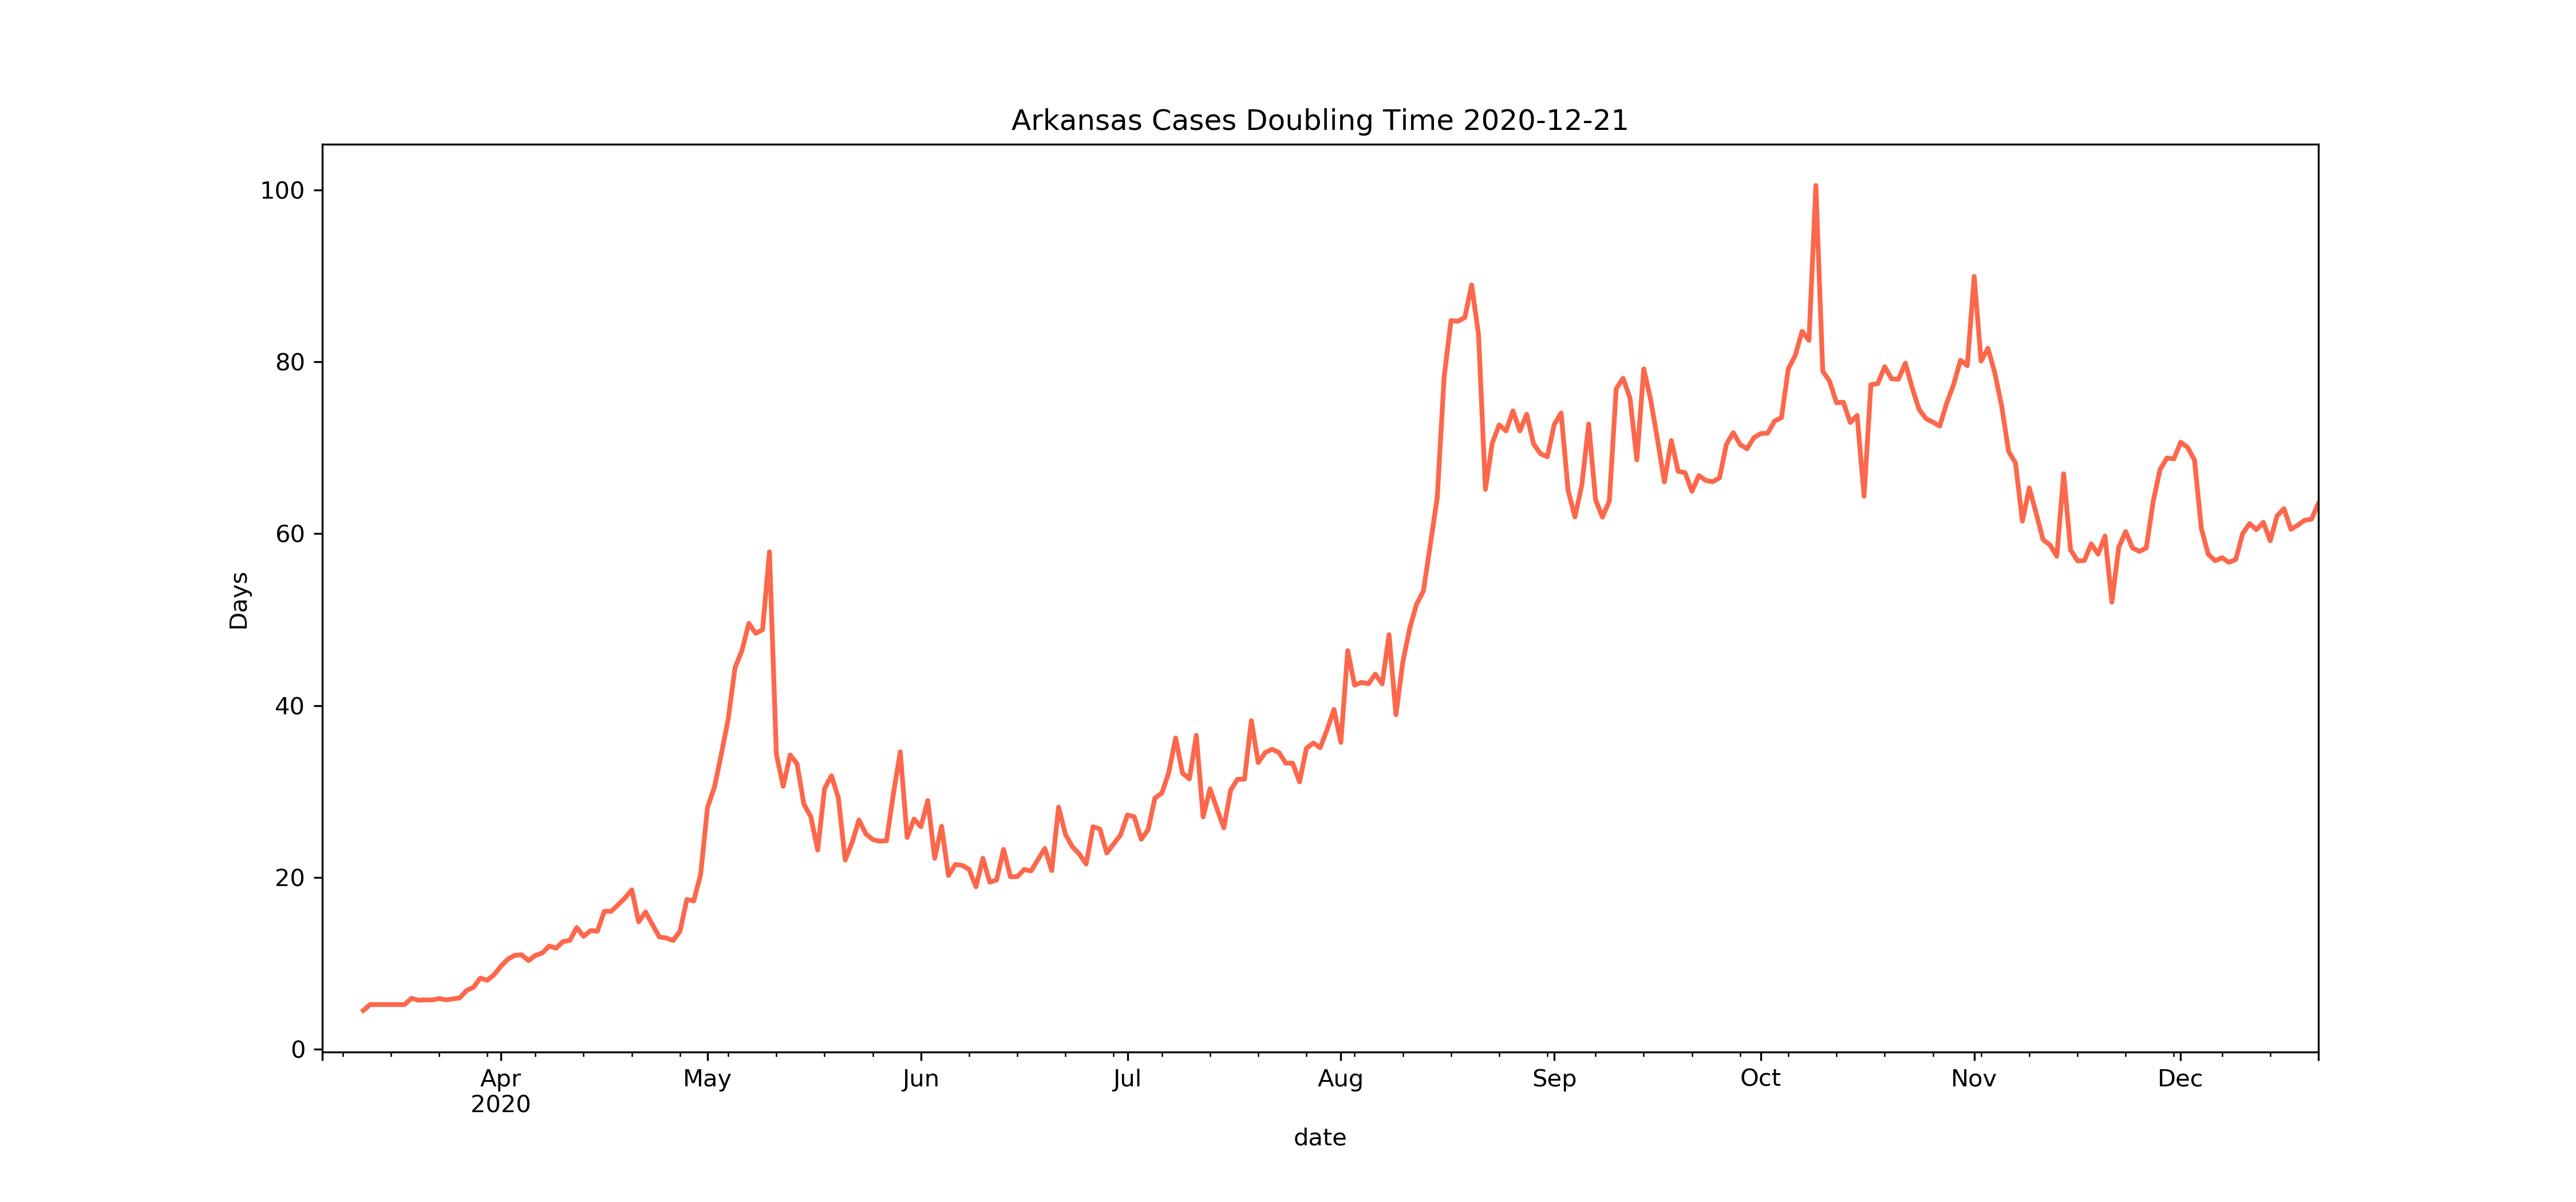 Arkansas Cases Doubling Time 2020-12-21
100
80
60
40
20
0
Days
Apr May Jun Jul Aug Sep Oct Nov Dec
2020
date